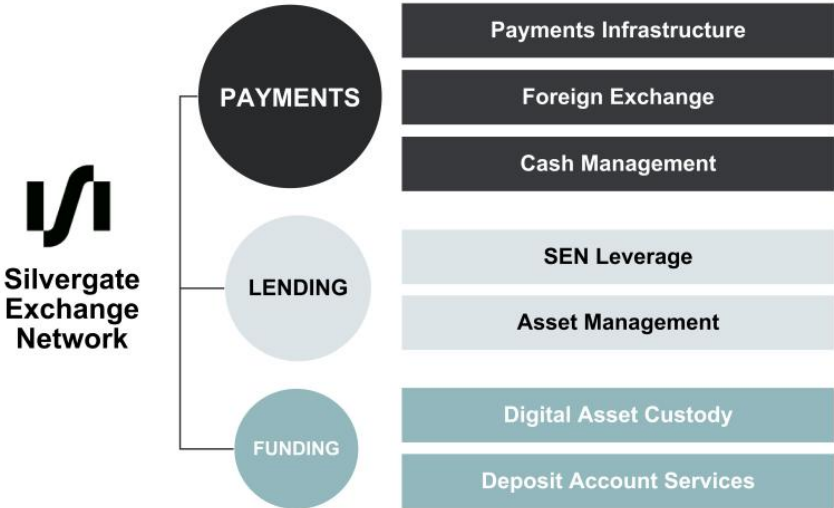 Silvergate
Exchange
Network
PAYMENTS
Payments Infrastructure
Foreign Exchange
Cash Management
LENDING
SEN Leverage
Asset Management
FUNDING
Digital Asset Custody
Deposit Account Services